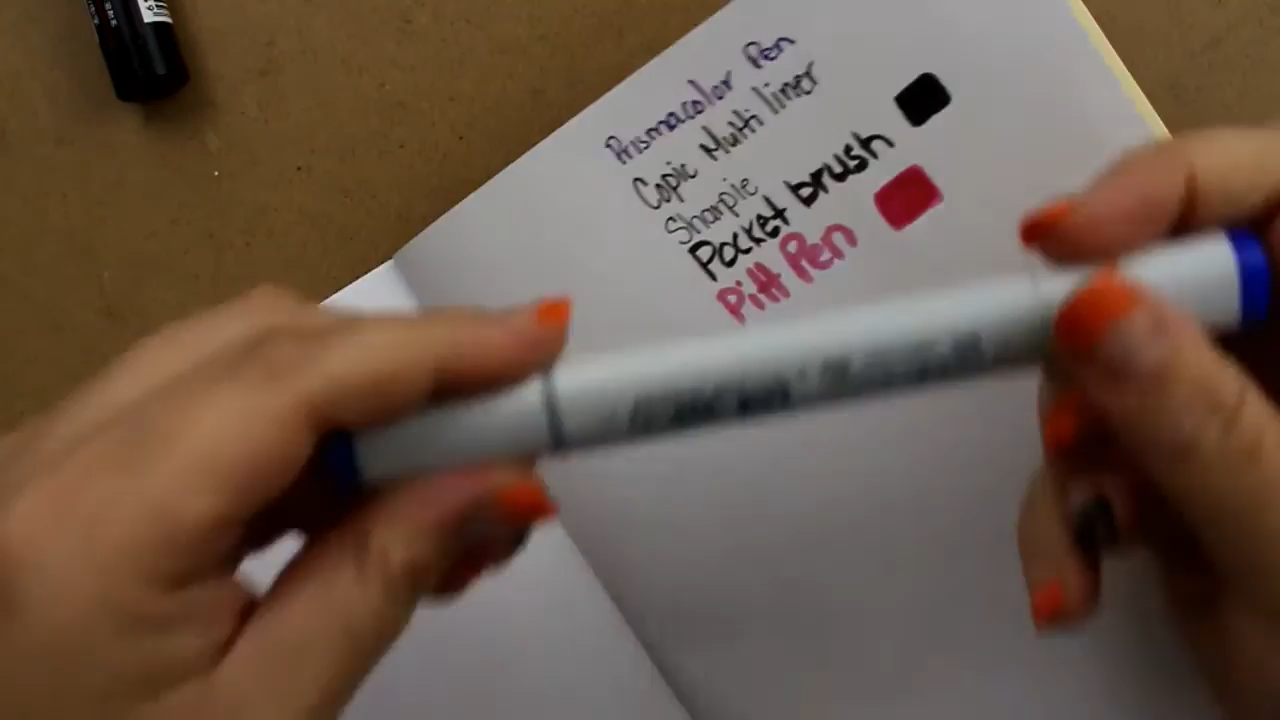 Prismacolor Pen
Copic Multi liner
Sharpie
Pocket brush
Pitt Pen